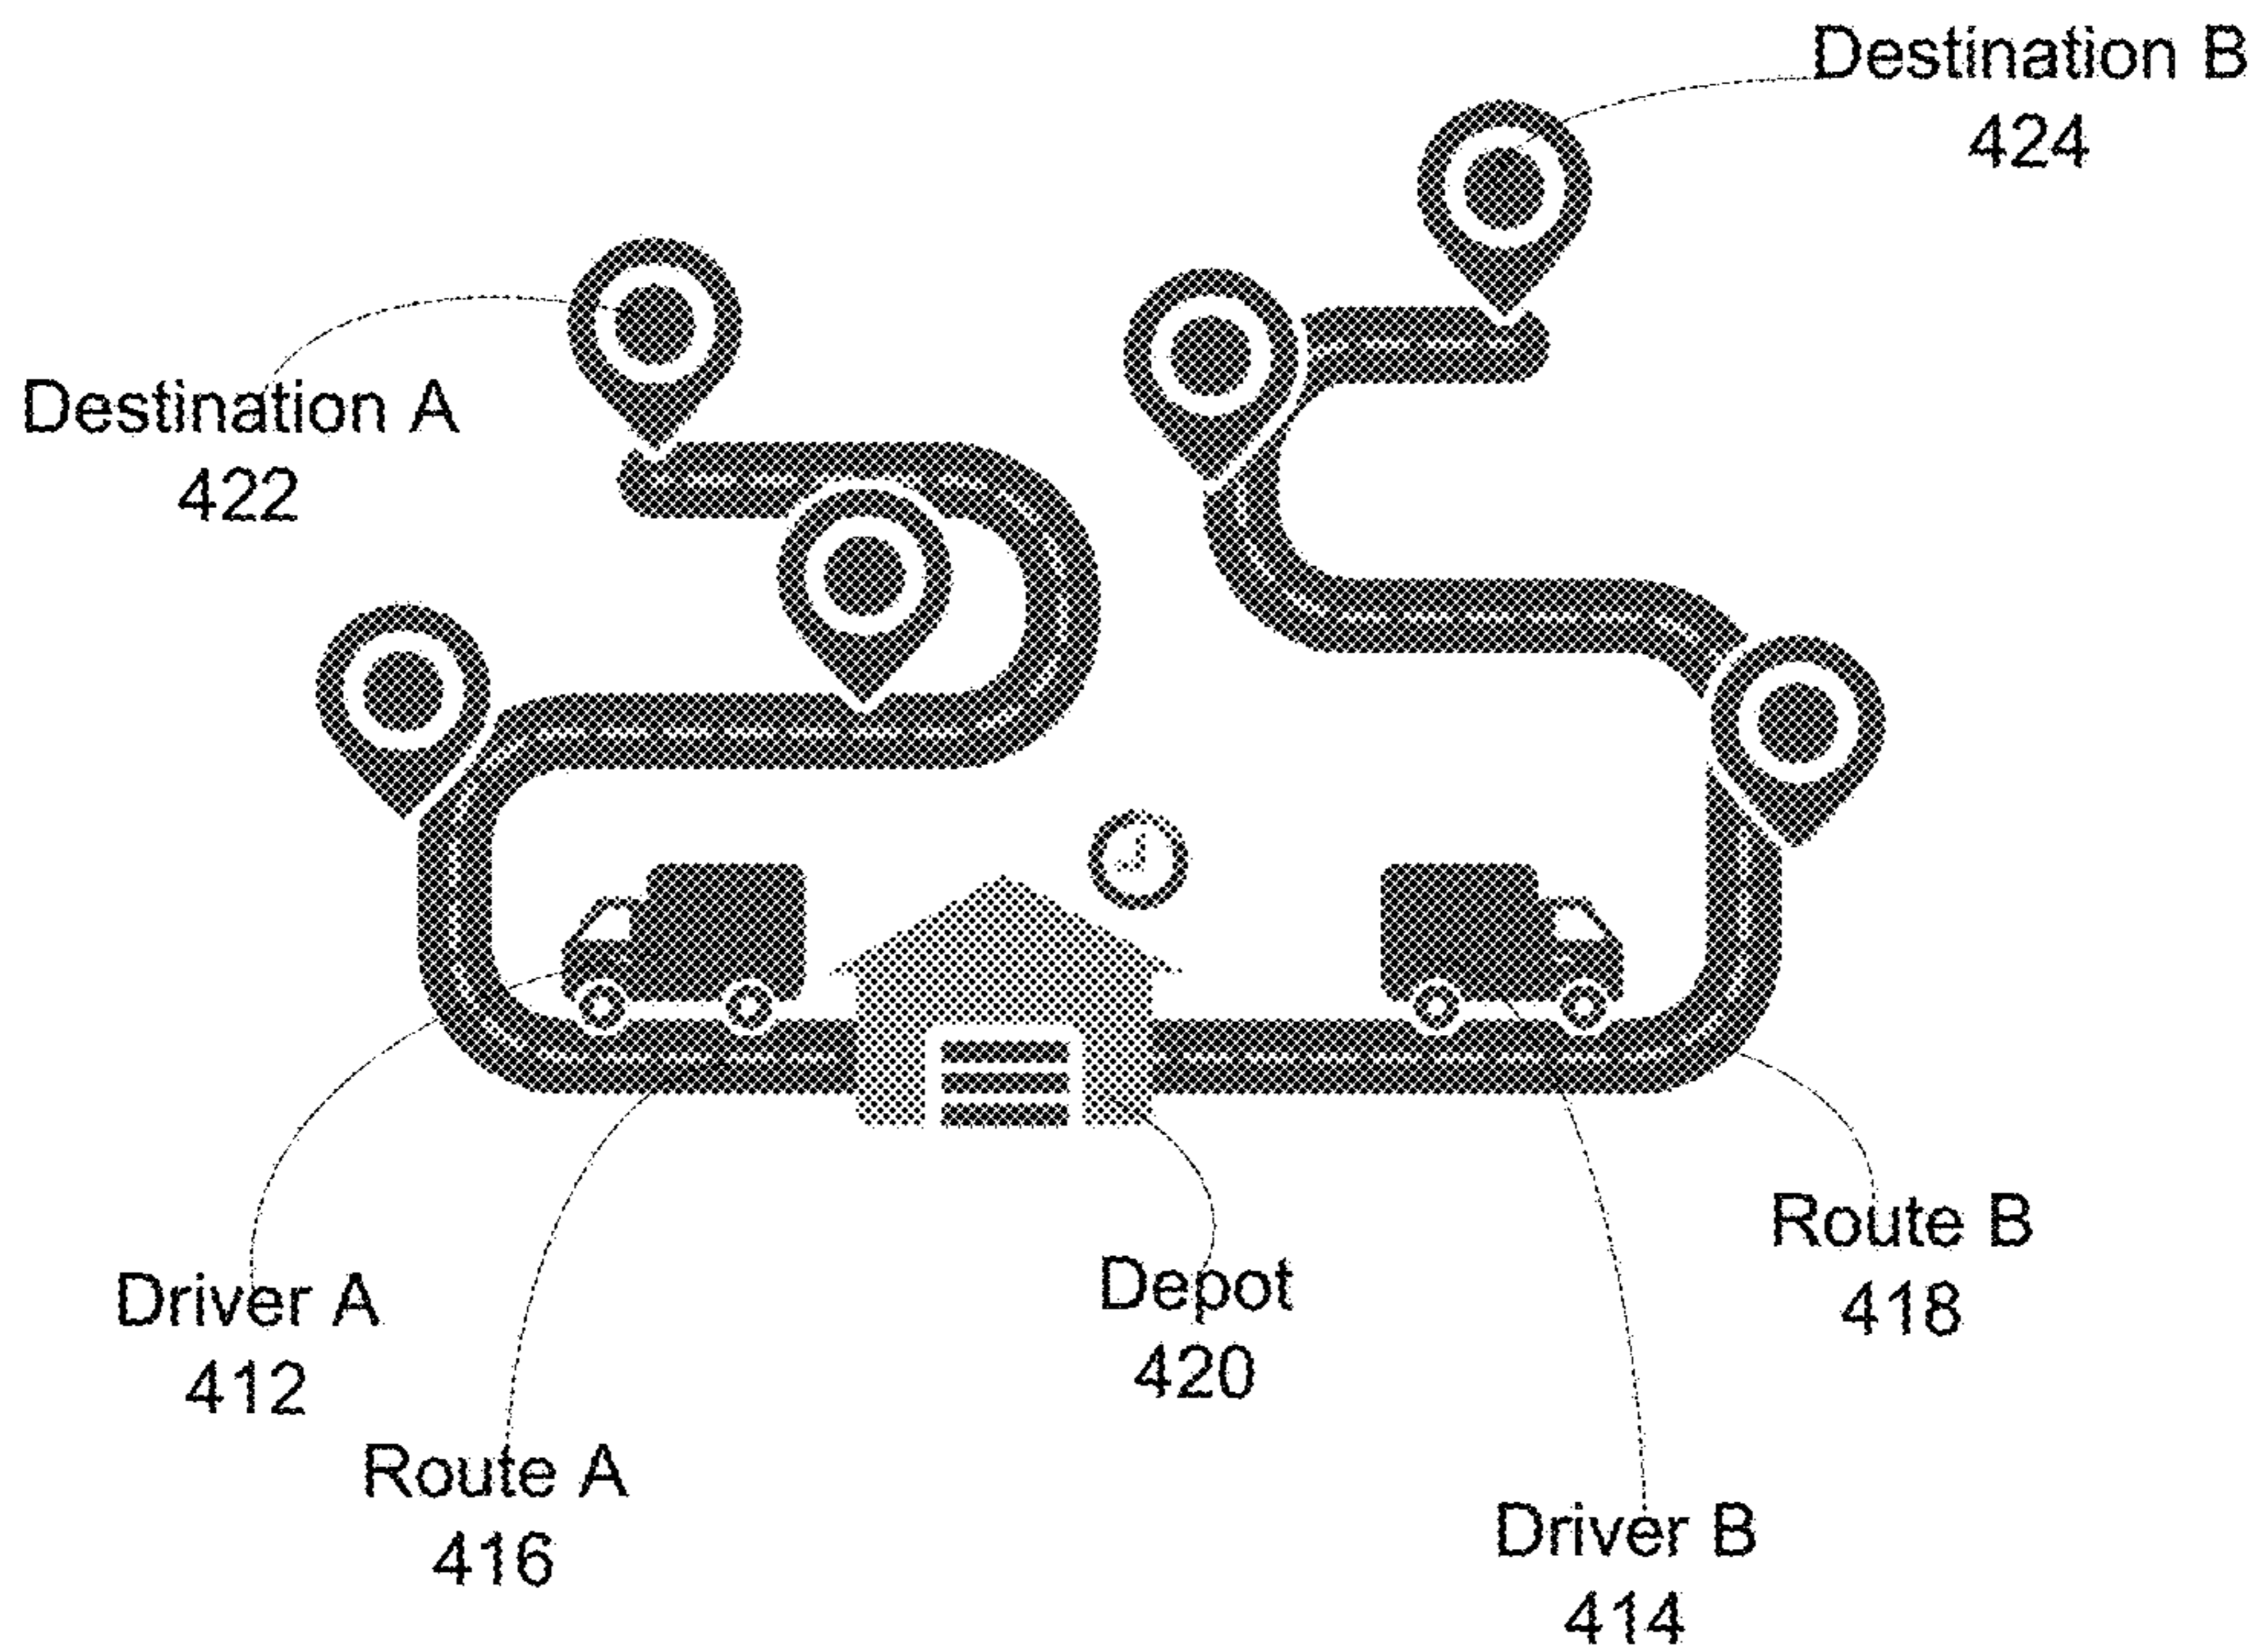 Destination B
424
Destination A
422
Route B
418
Depot
420
Driver A
412
Route A
416
Driver B
414